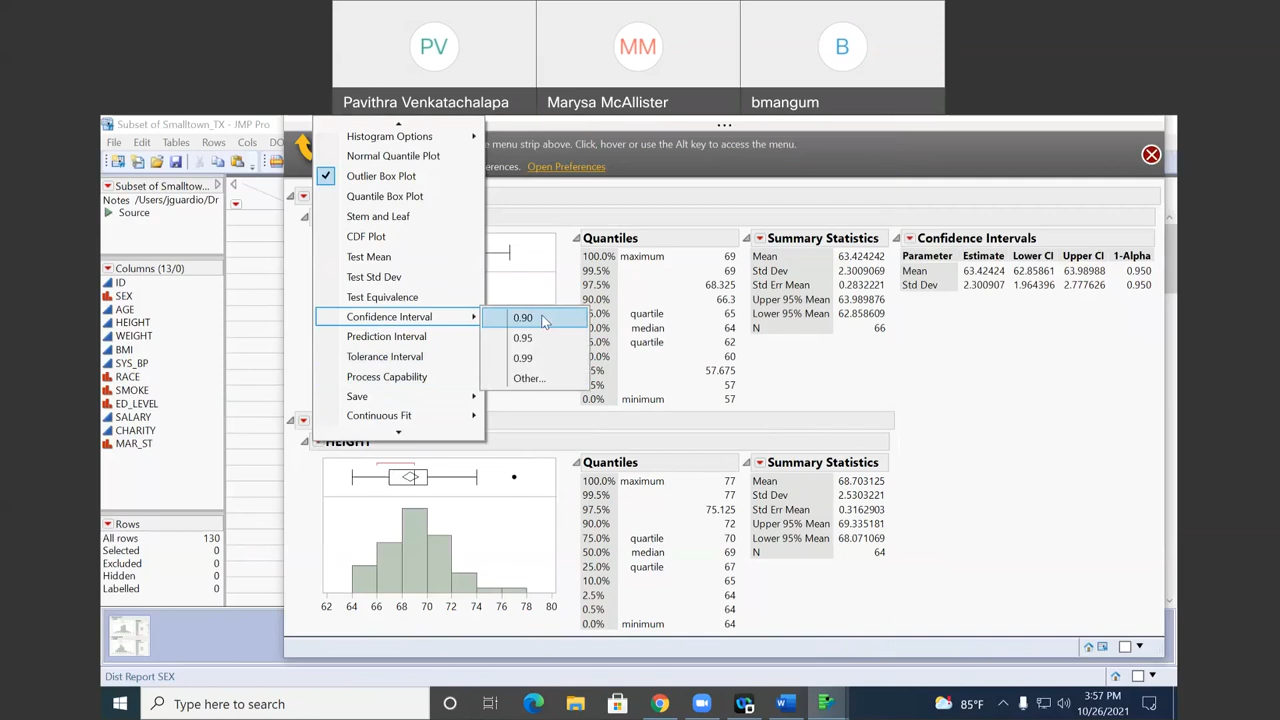 PV
MM
B
Pavithra Venkatachalapa
Marysa McAllister
bmangum
Subset of Smalltown_TX - JMP Pro
File Edit Tables Rows Cols DO
e menu strip above. Click, hover or use the Alt key to access the menu.
erences. Open Preferences
Subset of Smalltow...
Notes /Users/jguardio/Dr
Source
Columns (13/0)
ID
SEX
AGE
HEIGHT
WEIGHT
BMI
SYS_BP
RACE
SMOKE
ED_LEVEL
SALARY
CHARITY
MAR_ST
Rows
All rows 130
Selected 0
Excluded 0
Hidden 0
Labelled 0
Histogram Options
Normal Quantile Plot
Outlier Box Plot
Quantile Box Plot
Stem and Leaf
CDF Plot
Test Mean
Test Std Dev
Test Equivalence
Confidence Interval
Prediction Interval
Tolerance Interval
Process Capability
Save
Continuous Fit
0.90
0.95
0.99
Other...
Quantiles
100.0% maximum 69
99.5% 69
97.5% 68.325
90.0% 66.3
5.0% quartile 65
0.0% median 64
5.0% quartile 62
0.0% 60
5% 57.675
5% 57
0.0% minimum 57
Summary Statistics
Mean 63.424242
Std Dev 2.3009069
Std Err Mean 0.2832221
Upper 95% Mean 63.989876
Lower 95% Mean 62.858609
N 66
Confidence Intervals
Parameter Estimate Lower CI Upper CI 1-Alpha
Mean 63.42424 62.85861 63.98988 0.950
Std Dev 2.300907 1.964396 2.777626 0.950
HEIGHT
62 64 66 68 70 72 74 76 78 80
Quantiles
100.0% maximum 77
99.5% 77
97.5% 75.125
90.0% 72
75.0% quartile 70
50.0% median 69
25.0% quartile 67
10.0% 65
2.5% 64
0.5% 64
0.0% minimum 64
Summary Statistics
Mean 68.703125
Std Dev 2.5303221
Std Err Mean 0.3162903
Upper 95% Mean 69.335181
Lower 95% Mean 68.071069
N 64
Dist Report SEX
Type here to search
85°F
3:57 PM
10/26/2021